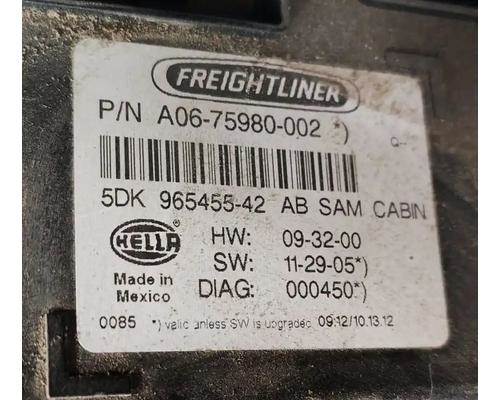 FREIGHTLINER
P/N A06-75980-002 *)
Q--
5DK 965455-42 AB SAM CABIN
HELLA
HW: 09-32-00
SW: 11-29-05*)
Made in
Mexico
DIAG: 000450*)
0085 *) valid unless SW is upgraded 09:12/10.13.12